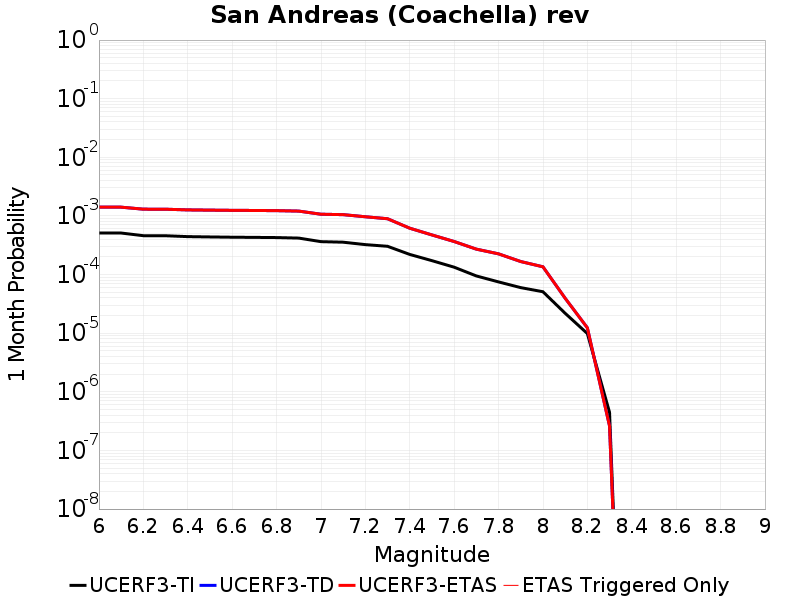 San Andreas (Coachella) rev
10^0
10^-1
10^-2
10^-3
10^-4
10^-5
10^-6
10^-7
10^-8
1 Month Probability
6 6.2 6.4 6.6 6.8 7 7.2 7.4 7.6 7.8 8 8.2 8.4 8.6 8.8 9
Magnitude
UCERF3-TI UCERF3-TD UCERF3-ETAS ETAS Triggered Only